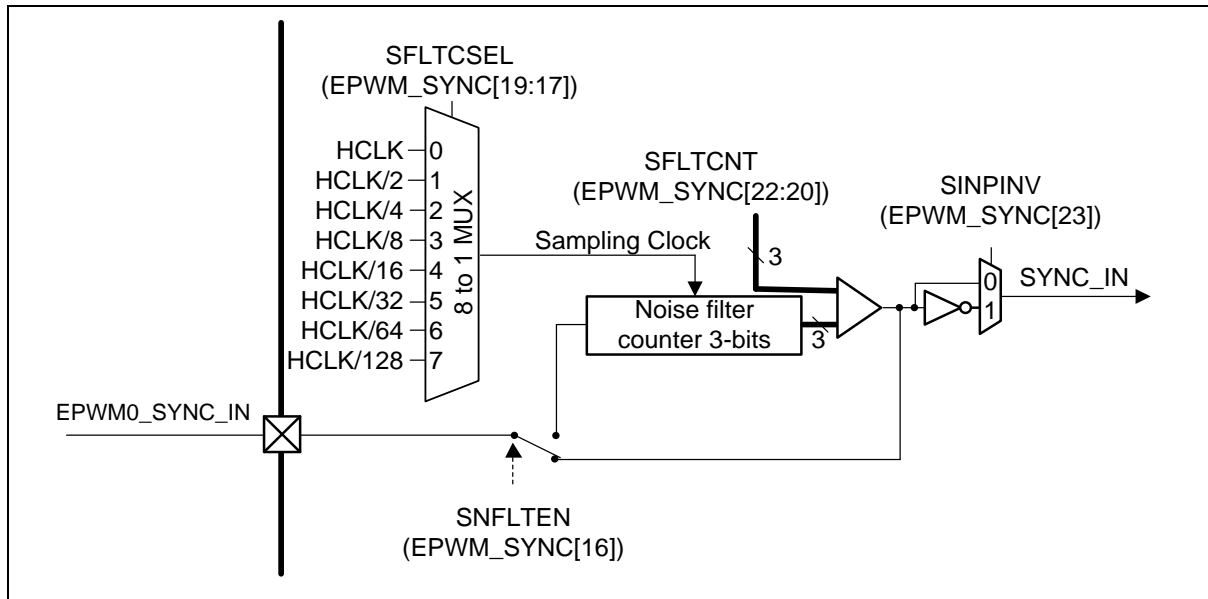 SFLTCSEL
(EPWM_SYNC[19:17])
HCLK 0
HCLK/2 1
HCLK/4 2
HCLK/8 3
HCLK/16 4
HCLK/32 5
HCLK/64 6
HCLK/128 7
8 to 1 MUX
Sampling Clock
SFLTCNT
(EPWM_SYNC[22:20])
3
Noise filter
counter 3-bits
3
SINPINV
(EPWM_SYNC[23])
0
1
SYNC_IN
EPWM0_SYNC_IN
SNFLTEN
(EPWM_SYNC[16])